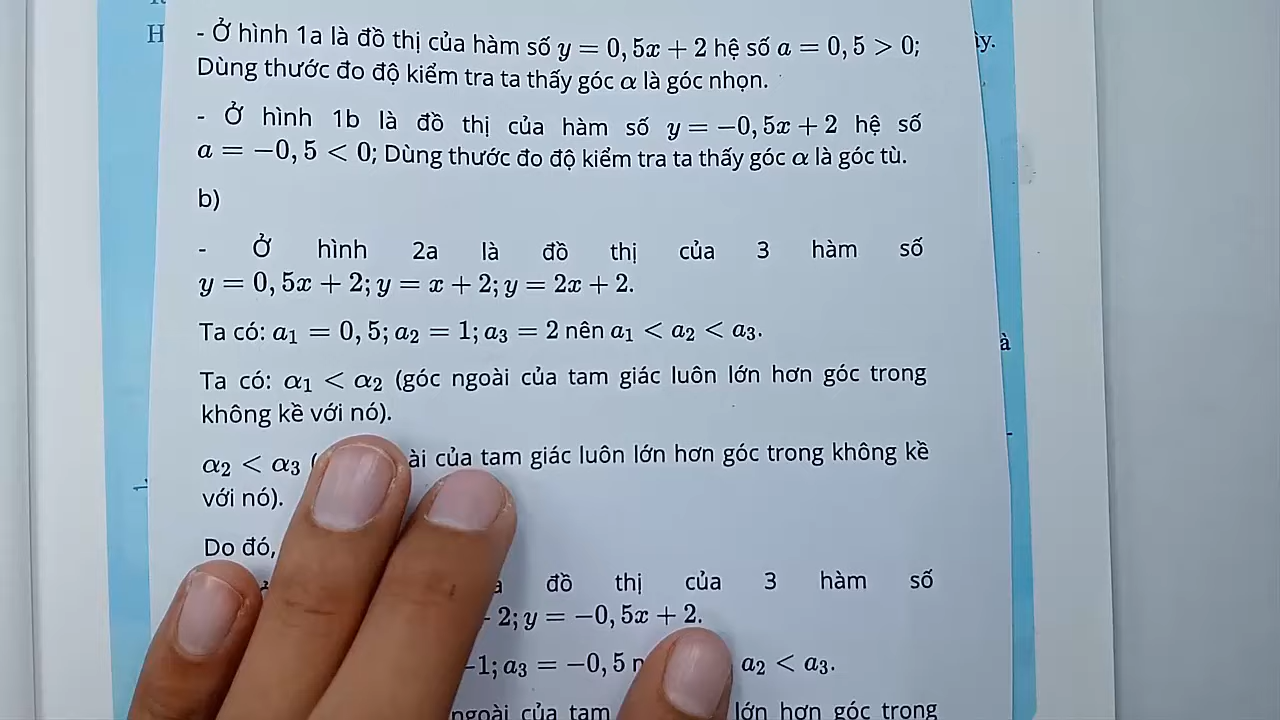 H
- Ở hình 1a là đồ thị của hàm số y = 0, 5x + 2 hệ số a = 0, 5 > 0;
Dùng thước đo độ kiểm tra ta thấy góc α là góc nhọn.
- Ở hình 1b là đồ thị của hàm số y = −0, 5x + 2 hệ số
a = −0, 5 < 0; Dùng thước đo độ kiểm tra ta thấy góc α là góc tù.
b)
- Ở hình 2a là đồ thị của 3 hàm số
y = 0, 5x + 2; y = x + 2; y = 2x + 2.
Ta có: a₁ = 0, 5; a₂ = 1; a₃ = 2 nên a₁ < a₂ < a₃.
Ta có: α₁ < α₂ (góc ngoài của tam giác luôn lớn hơn góc trong
không kề với nó).
à
α₂ < α₃ ( của tam giác luôn lớn hơn góc trong không kề
với nó).
Do đó,
đồ thị của 3 hàm số
2; y = −0, 5x + 2.
−1; a₃ = −0, 5 a₂ < a₃.
ngoài của tam lớn hơn góc trong